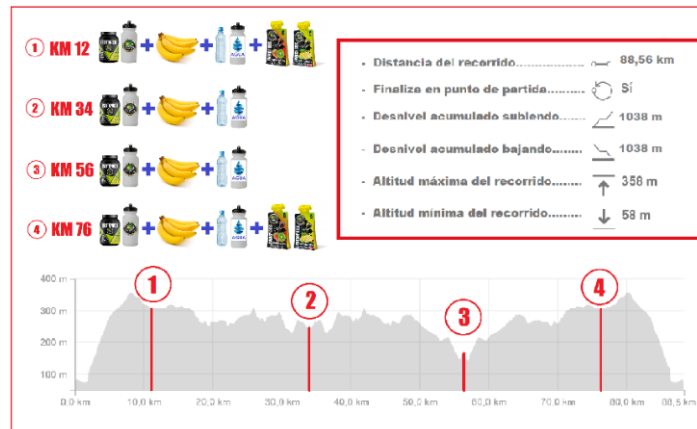 1 KM 12
AGUA
2 KM 34
AGUA
3 KM 56
AGUA
4 KM 76
AGUA
- Distancia del recorrido...... 88,56 km
- Finaliza en punto de partida..... Sí
- Desnivel acumulado subiendo 1038 m
- Desnivel acumulado bajando 1038 m
- Altitud máxima del recorrido......... 356 m
- Altitud mínima del recorrido......... 58 m
400 m
300 m
200 m
100 m
1
2
3
4
0,0 km 10,0 km 20,0 km 30,0 km 40,0 km 50,0 km 60,0 km 70,0 km 80,0 km 88,5 km